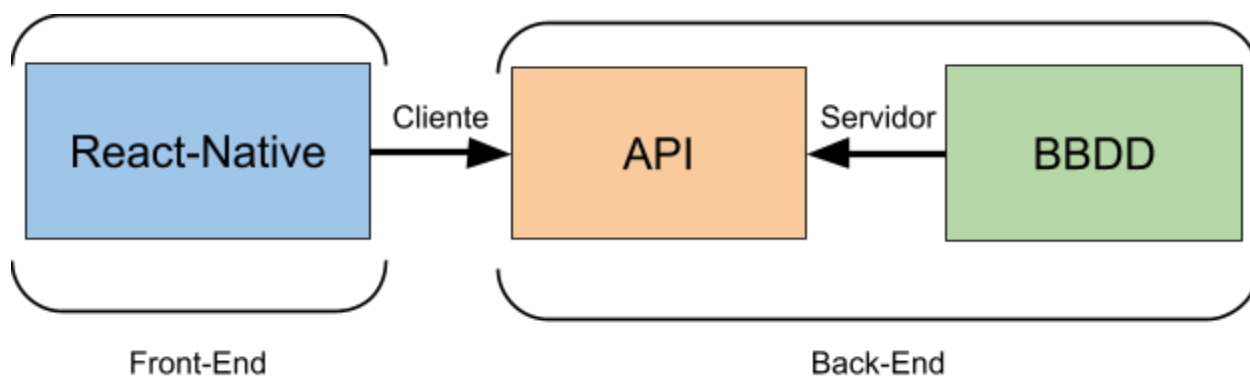 Cliente
Servidor
React-Native
API
BBDD
Front-End
Back-End